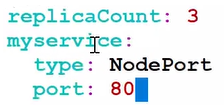 replicaCount: 3
myservice:
  type: NodePort
  port: 80